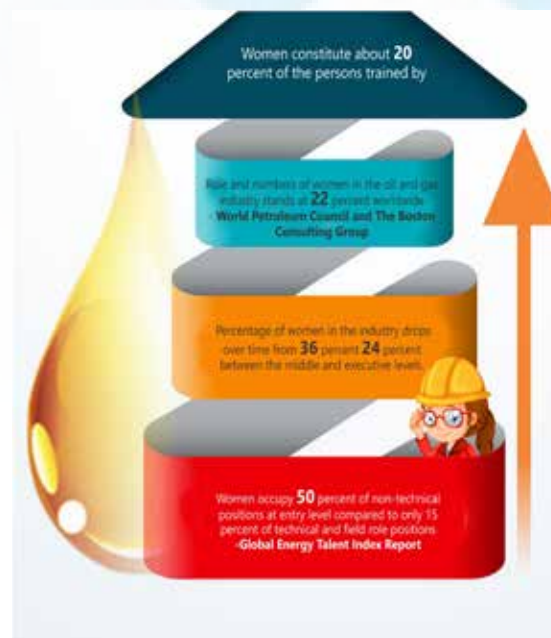 Women constitute about 20
percent of the persons trained by
Role and numbers of women in the oil and gas
industry stands at 22 percent worldwide
- World Petroleum Council and The Boston
Consulting Group
Percentage of women in the industry drops
over time from 36 percent 24 percent
between the middle and executive levels.
Women occupy 50 percent of non-technical
positions at entry level compared to only 15
percent of technical and field role positions
-Global Energy Talent Index Report